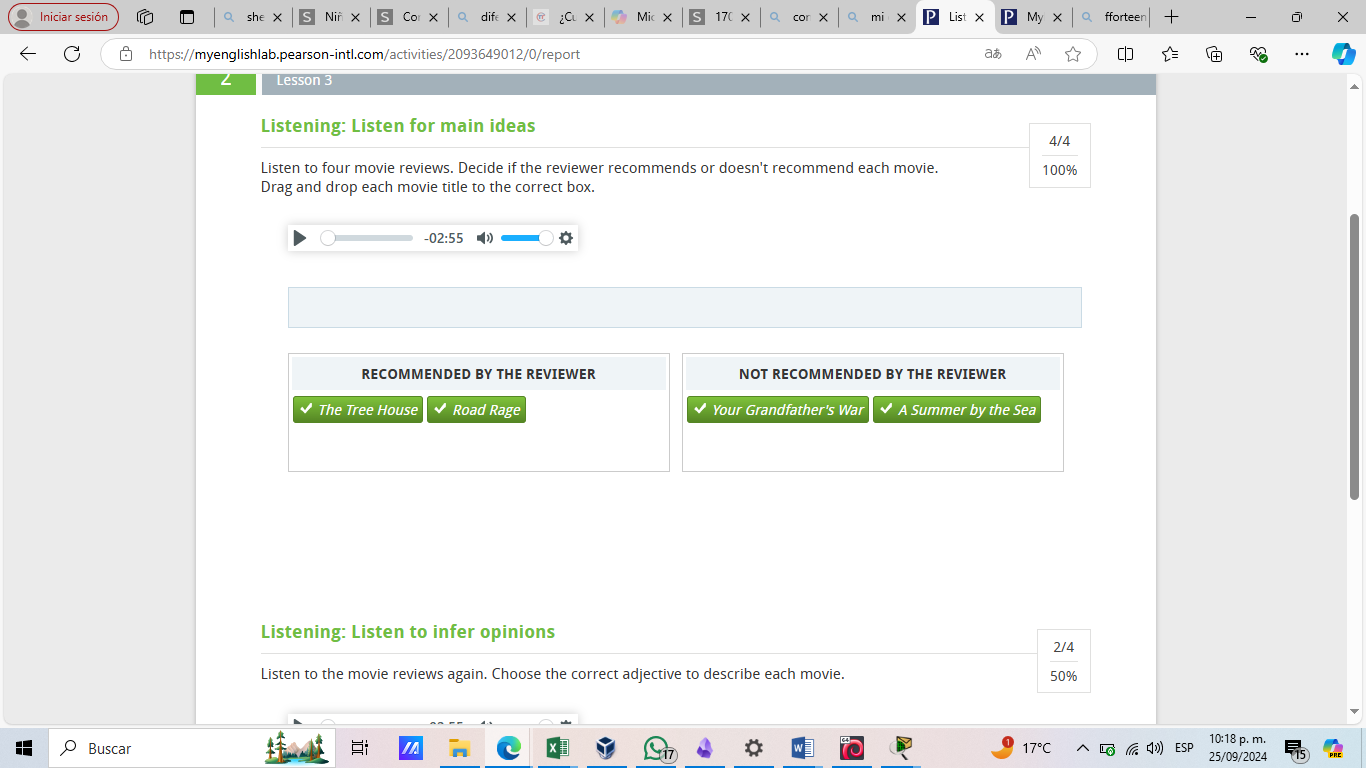 Iniciar sesión
she
Niñ
Cor
dife
¿Cu
Mic
170
cor
mi
List
My
fforteen
https://myenglishlab.pearson-intl.com/activities/2093649012/0/report
2
Lesson 3
Listening: Listen for main ideas
4/4
100%
Listen to four movie reviews. Decide if the reviewer recommends or doesn't recommend each movie.
Drag and drop each movie title to the correct box.
-02:55
RECOMMENDED BY THE REVIEWER
NOT RECOMMENDED BY THE REVIEWER
The Tree House
Road Rage
Your Grandfather's War
A Summer by the Sea
Listening: Listen to infer opinions
2/4
50%
Listen to the movie reviews again. Choose the correct adjective to describe each movie.
Buscar
17
1
17°C
ESP
10:18 p. m.
25/09/2024
15
PRE